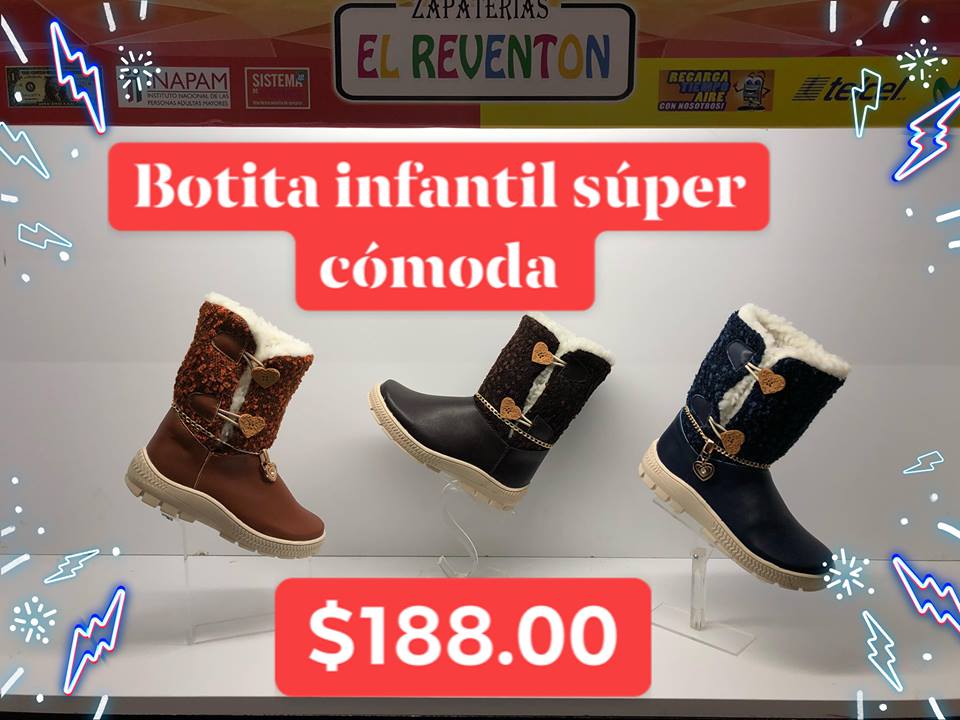 ZAPATERIAS
EL REVENTON
INAPAM
INSTITUTO NACIONAL DE LAS
PERSONAS ADULTAS MAYORES
SISTEMA
DE
RECARGA
TIEMPO
AIRE
CON NOSOTROS!
telcel
Botita infantil súper
cómoda
$188.00